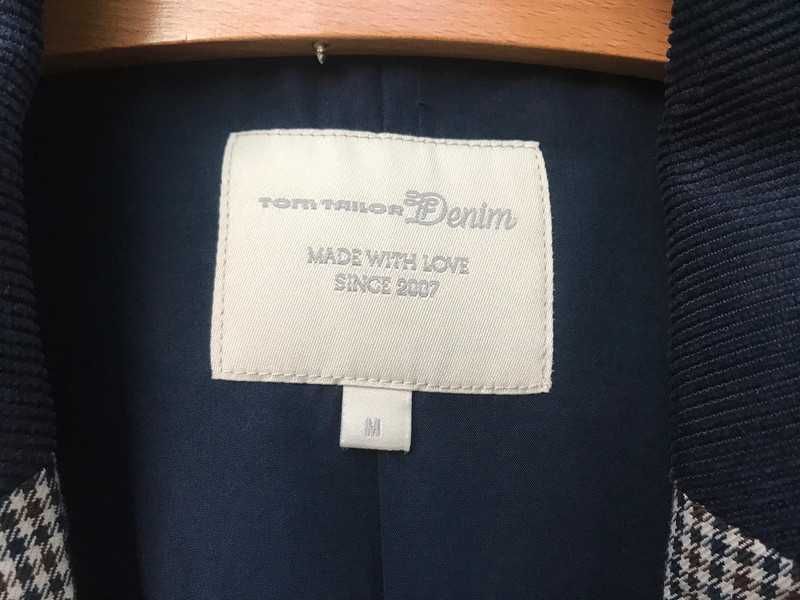 TOM TAILOR Denim
MADE WITH LOVE
SINCE 2007
M